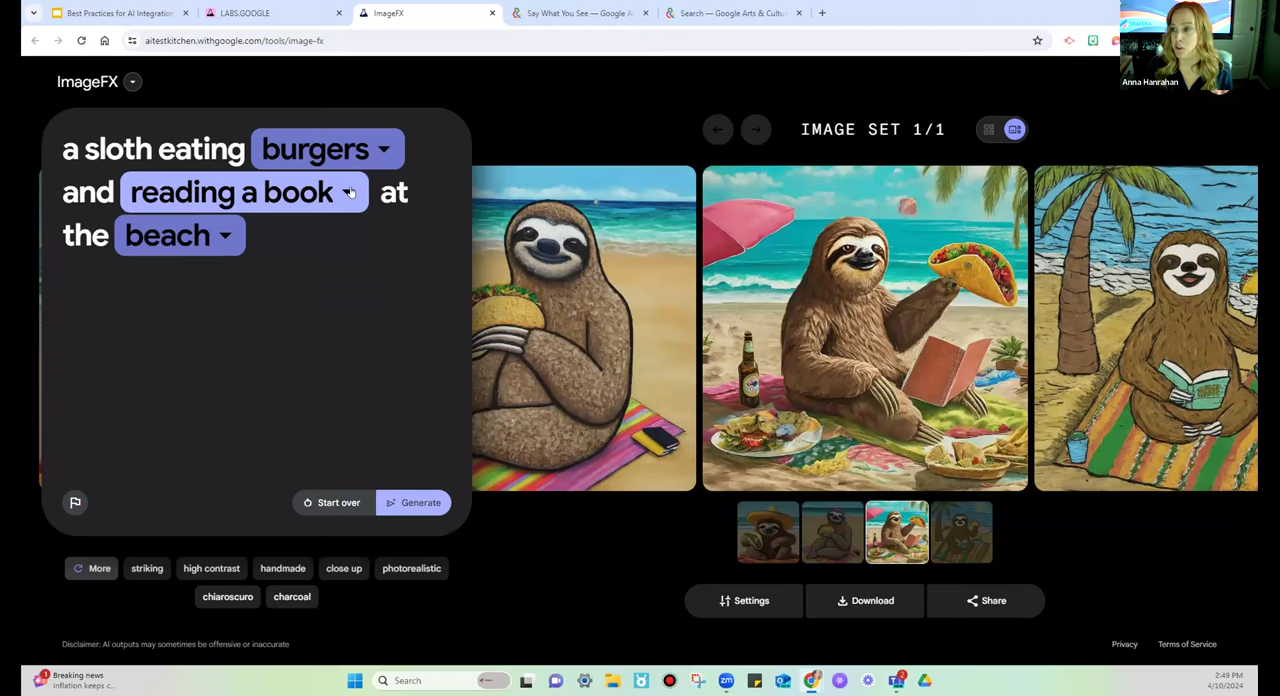 Best Practices for AI Integration
LABS.GOOGLE
ImageFX
Say What You See — Google A
Search — Google Arts & Cultu
aitestkitchen.withgoogle.com/tools/image-fx
Anna Hanrahan
ImageFX
a sloth eating burgers
and reading a book at
the beach
IMAGE SET 1/1
Start over
Generate
More
striking
high contrast
handmade
close up
photorealistic
chiaroscuro
charcoal
Settings
Download
Share
Disclaimer: AI outputs may sometimes be offensive or inaccurate
Privacy
Terms of Service
Breaking news
Inflation keeps c...
Search
2:49 PM
4/10/2024